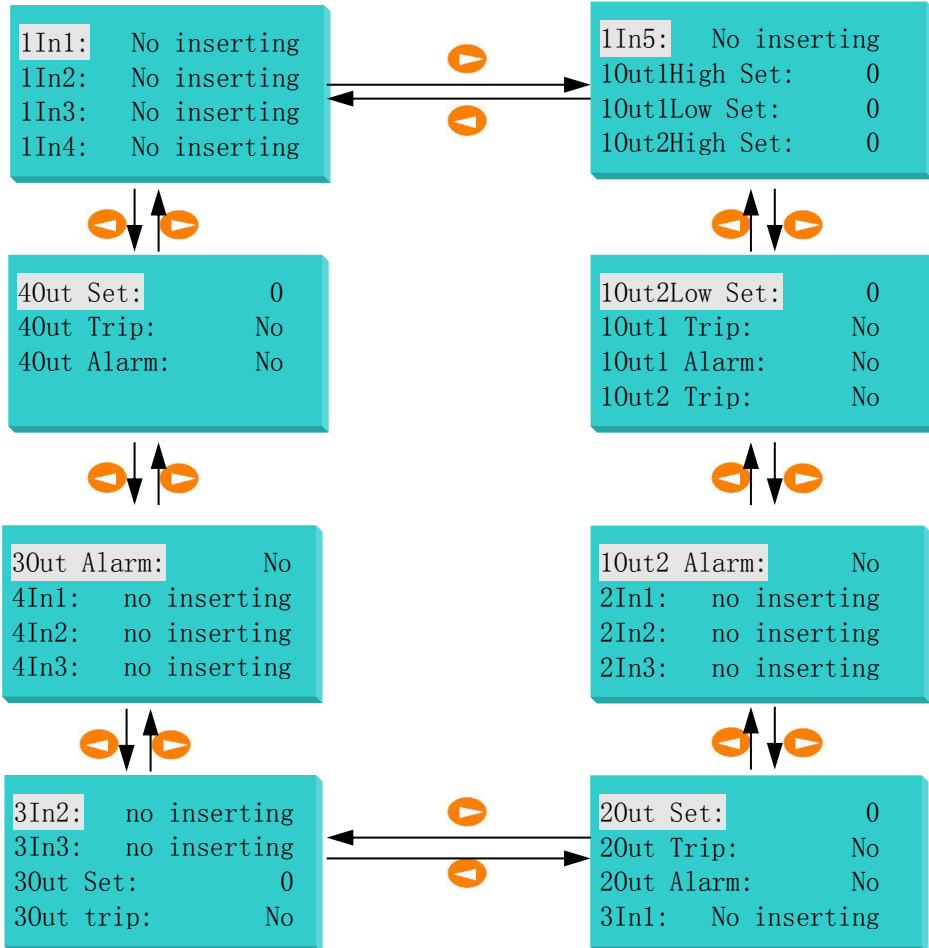 1In1: No inserting
1In2: No inserting
1In3: No inserting
1In4: No inserting
1In5: No inserting
1Out1High Set: 0
1Out1Low Set: 0
1Out2High Set: 0
4Out Set: 0
4Out Trip: No
4Out Alarm: No
1Out2Low Set: 0
1Out1 Trip: No
1Out1 Alarm: No
1Out2 Trip: No
3Out Alarm: No
4In1: no inserting
4In2: no inserting
4In3: no inserting
1Out2 Alarm: No
2In1: no inserting
2In2: no inserting
2In3: no inserting
3In2: no inserting
3In3: no inserting
3Out Set: 0
3Out trip: No
2Out Set: 0
2Out Trip: No
2Out Alarm: No
3In1: No inserting